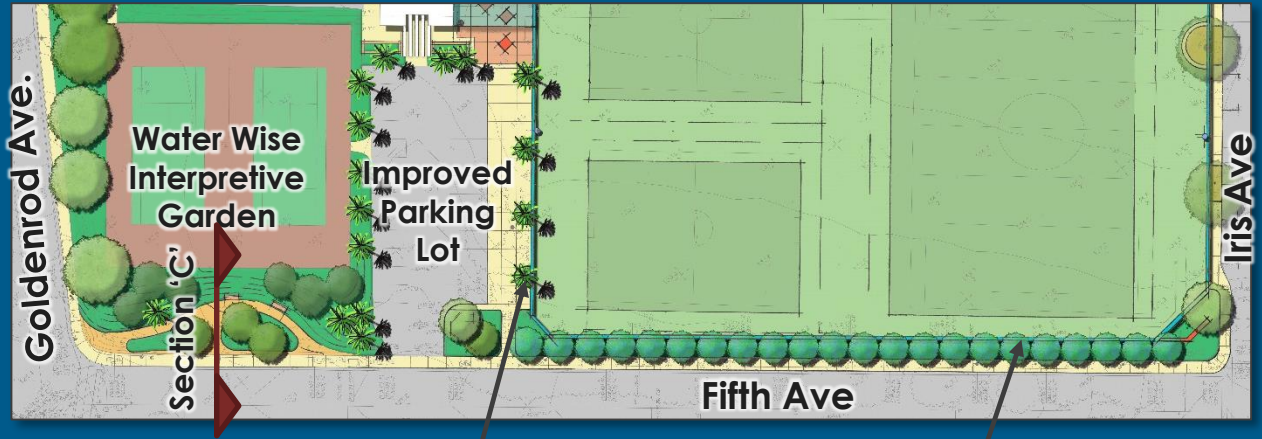 Goldenrod Ave.
Water Wise
Interpretive
Garden
Section ‘C’
Improved
Parking
Lot
Fifth Ave
Iris Ave